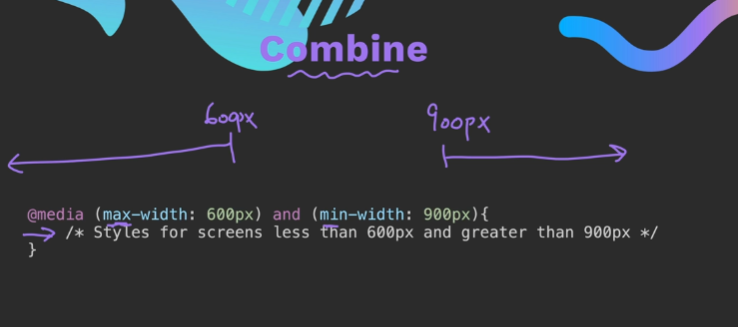 Combine
600px 900px
@media (max-width: 600px) and (min-width: 900px){
/* Styles for screens less than 600px and greater than 900px */
}